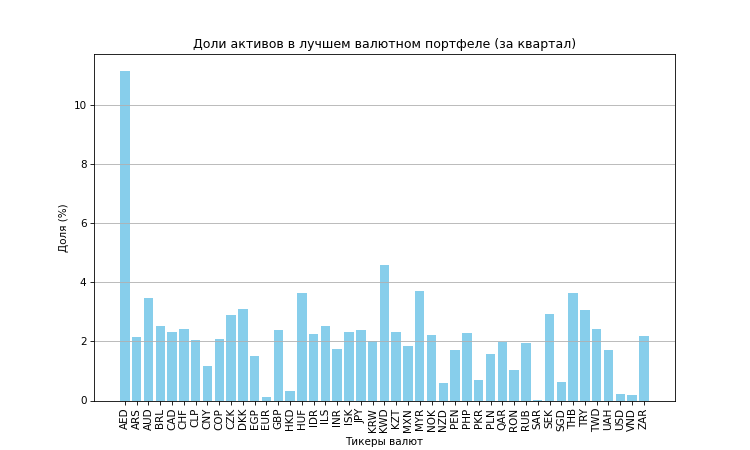 Доли активов в лучшем валютном портфеле (за квартал)
Доля (%)
10
8
6
4
2
0
AED ARS AUD BRL CAD CHF CLP CNY COP CZK DKK EGP EUR GBP HKD HUF IDR ILS INR ISK JPY KRW KWD KZT MXN MYR NOK NZD PEN PHP PKR PLN QAR RON RUB SAR SEK SGD THB TRY TWD UAH USD VND ZAR
Тикеры валют